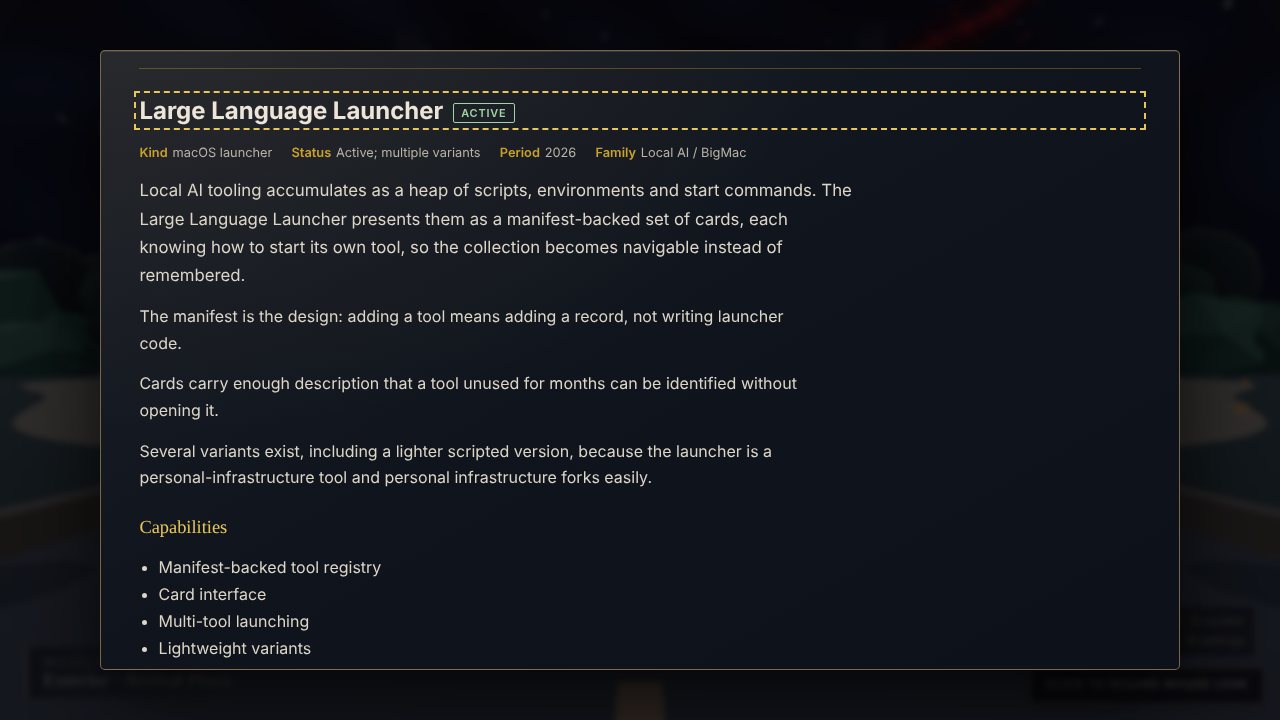 Large Language Launcher ACTIVE
Kind macOS launcher Status Active; multiple variants Period 2026 Family Local AI / BigMac
Local AI tooling accumulates as a heap of scripts, environments and start commands. The
Large Language Launcher presents them as a manifest-backed set of cards, each
knowing how to start its own tool, so the collection becomes navigable instead of
remembered.
The manifest is the design: adding a tool means adding a record, not writing launcher
code.
Cards carry enough description that a tool unused for months can be identified without
opening it.
Several variants exist, including a lighter scripted version, because the launcher is a
personal-infrastructure tool and personal infrastructure forks easily.
Capabilities
• Manifest-backed tool registry
• Card interface
• Multi-tool launching
• Lightweight variants